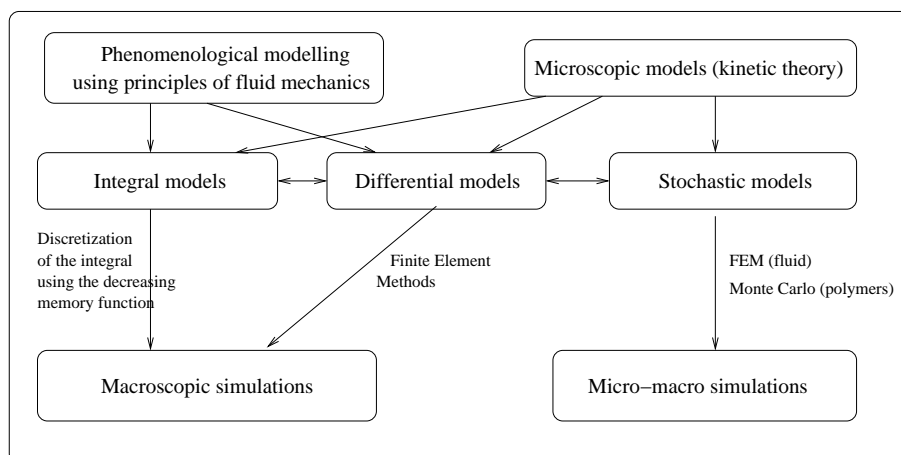 Phenomenological modelling
using principles of fluid mechanics
Microscopic models (kinetic theory)
Integral models
Differential models
Stochastic models
Discretization
of the integral
using the decreasing
memory function
Finite Element
Methods
FEM (fluid)
Monte Carlo (polymers)
Macroscopic simulations
Micro−macro simulations